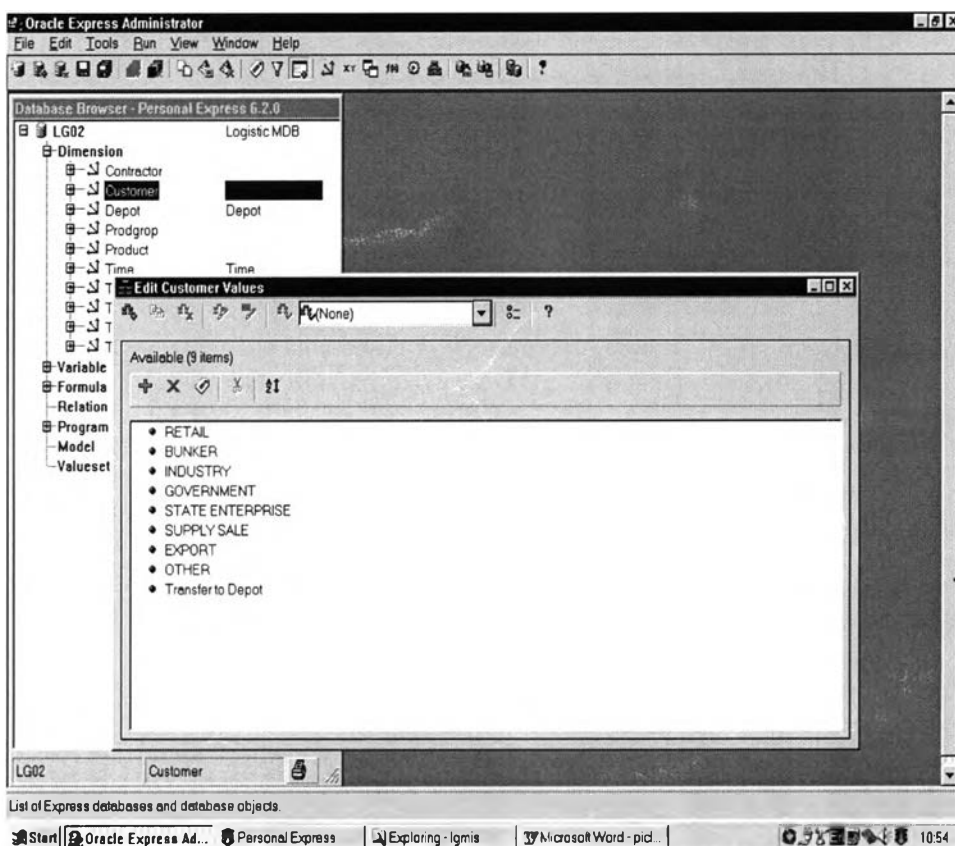 Oracle Express Administrator
File Edit Tools Run View Window Help
Database Browser - Personal Express 6.2.0
LG02 Logistic MDB
Dimension
Contractor
Customer
Depot Depot
Prodgrop
Product
Time Time
T
T
T
T
Variable
Formula
Relation
Program
Model
Valueset
Edit Customer Values
(None)
?
Available (9 items)
RETAIL
BUNKER
INDUSTRY
GOVERNMENT
STATE ENTERPRISE
SUPPLY SALE
EXPORT
OTHER
Transfer to Depot
LG02 Customer
List of Express databases and database objects.
Start Oracle Express Ad... Personal Express Exploring - lgmis Microsoft Word - pic... 10:54